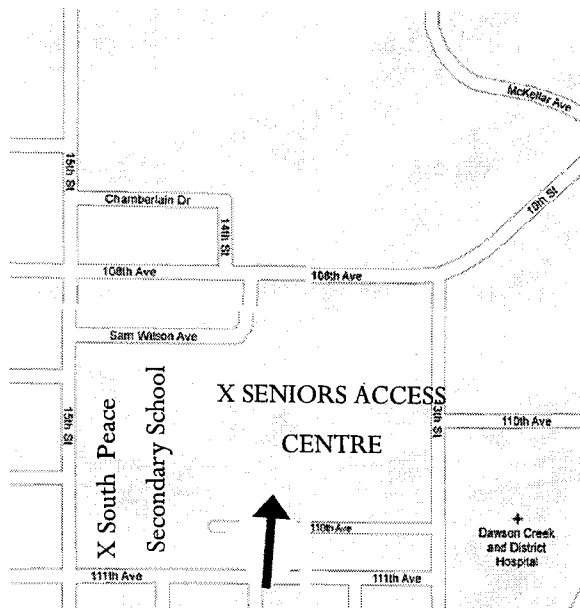 McKellar Ave
15th St
Chamberlain Dr
14th St
10th St
108th Ave
108th Ave
Sam Wilson Ave
15th St
X South Peace
Secondary School
X SENIORS ACCESS
CENTRE
3th St
110th Ave
110th Ave
Dawson Creek
and District
Hospital
111th Ave
111th Ave